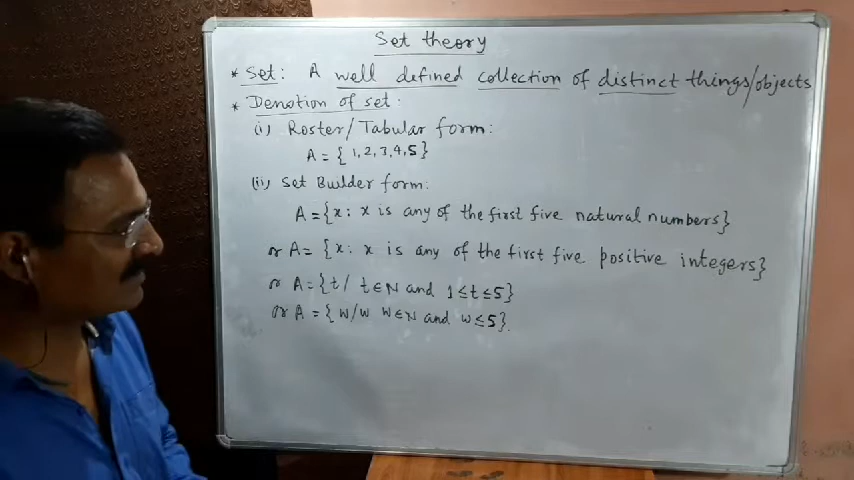 Set theory
* Set: A well defined collection of distinct things/objects
* Denotion of set:
(i) Roster/Tabular form:
A = { 1, 2, 3, 4, 5 }
(ii) Set Builder form:
A = {x: x is any of the first five natural numbers}
or A = {x: x is any of the first five positive integers}
or A = {t/ t ∈ N and 1 ≤ t ≤ 5}
or A = { w/w w ∈ N and w ≤ 5}.